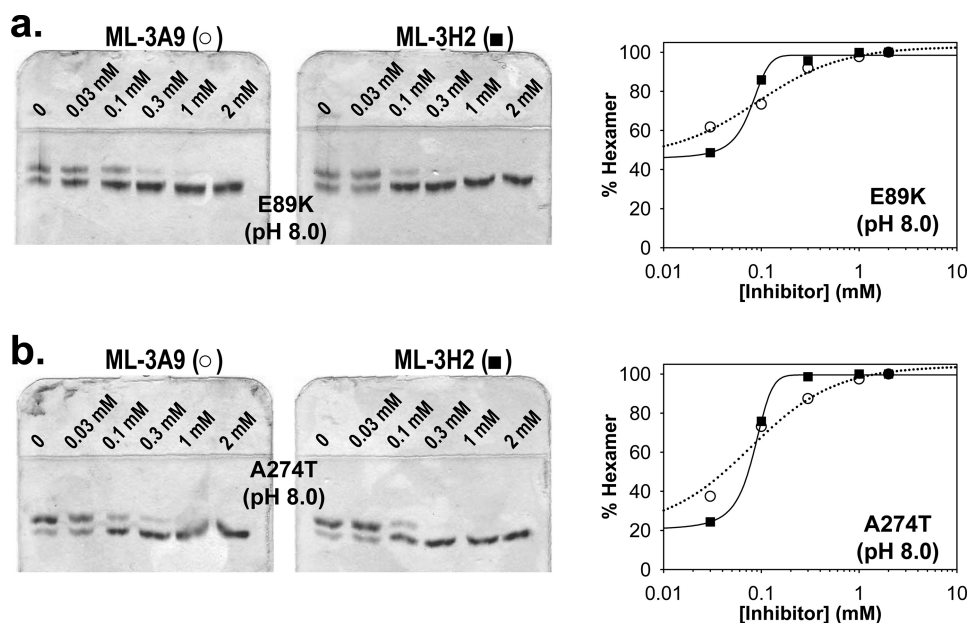 a.
ML-3A9 (○)
0 0.03 mM 0.1 mM 0.3 mM 1 mM 2 mM
ML-3H2 (■)
0 0.03 mM 0.1 mM 0.3 mM 1 mM 2 mM
E89K
(pH 8.0)
% Hexamer
100
80
60
40
20
0
E89K
(pH 8.0)
0.01 0.1 1 10
[Inhibitor] (mM)
b.
ML-3A9 (○)
0 0.03 mM 0.1 mM 0.3 mM 1 mM 2 mM
ML-3H2 (■)
0 0.03 mM 0.1 mM 0.3 mM 1 mM 2 mM
A274T
(pH 8.0)
% Hexamer
100
80
60
40
20
0
A274T
(pH 8.0)
0.01 0.1 1 10
[Inhibitor] (mM)